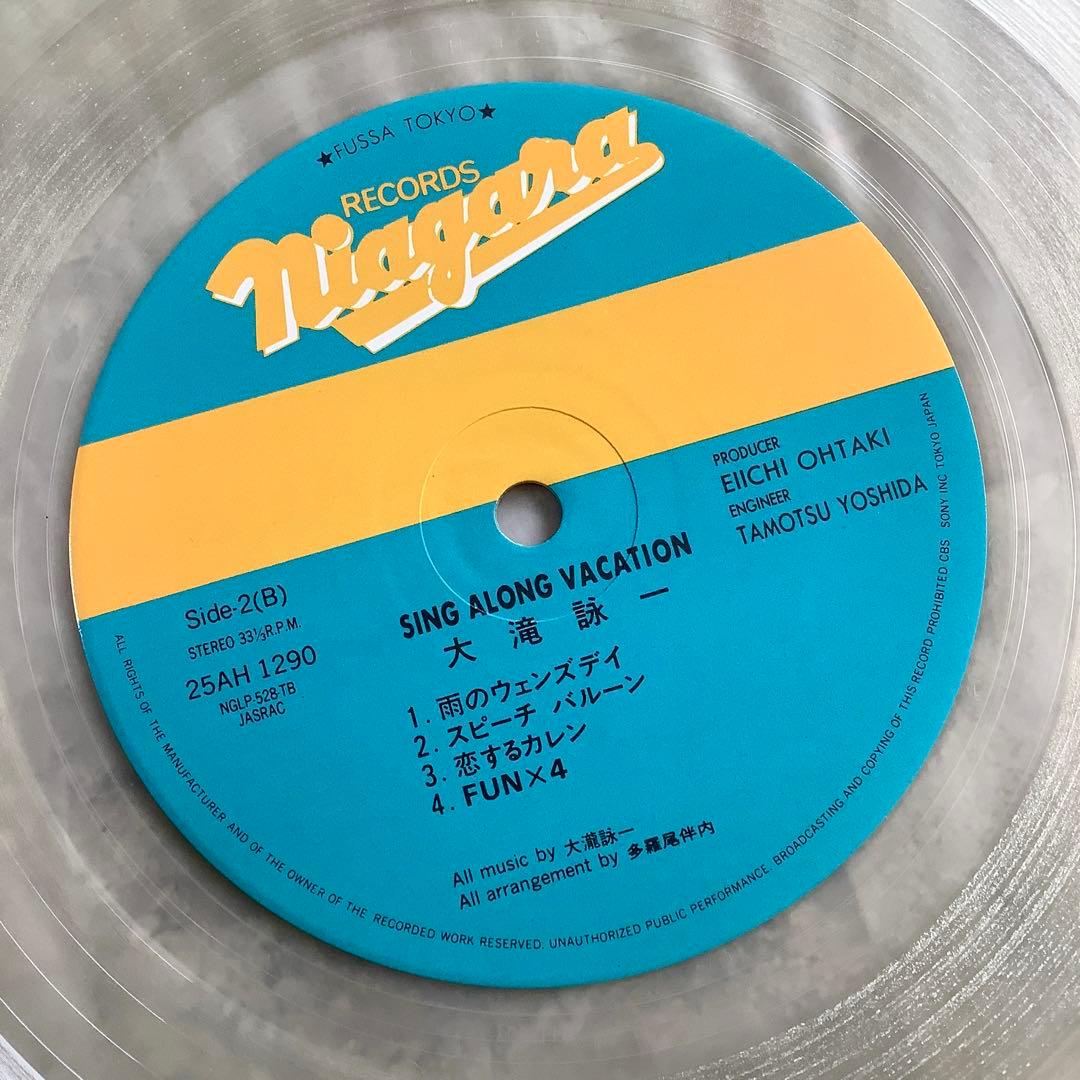 ★FUSSA TOKYO★
RECORDS
Niagara
PRODUCER
EIICHI OHTAKI
ENGINEER
TAMOTSU YOSHIDA
Side-2(B)
STEREO 33⅓R.P.M.
25AH 1290
NGLP-528-TB
JASRAC
SING ALONG VACATION
大滝詠一
1. 雨のウェンズデイ
2. スピーチ バルーン
3. 恋するカレン
4. FUN×4
All music by 大瀧詠一
All arrangement by 多羅尾伴内
ALL RIGHTS OF THE MANUFACTURER AND OF THE OWNER OF THE RECORDED WORK RESERVED. UNAUTHORIZED PUBLIC PERFORMANCE. BROADCASTING AND COPYING OF THIS RECORD PROHIBITED CBS SONY INC TOKYO JAPAN